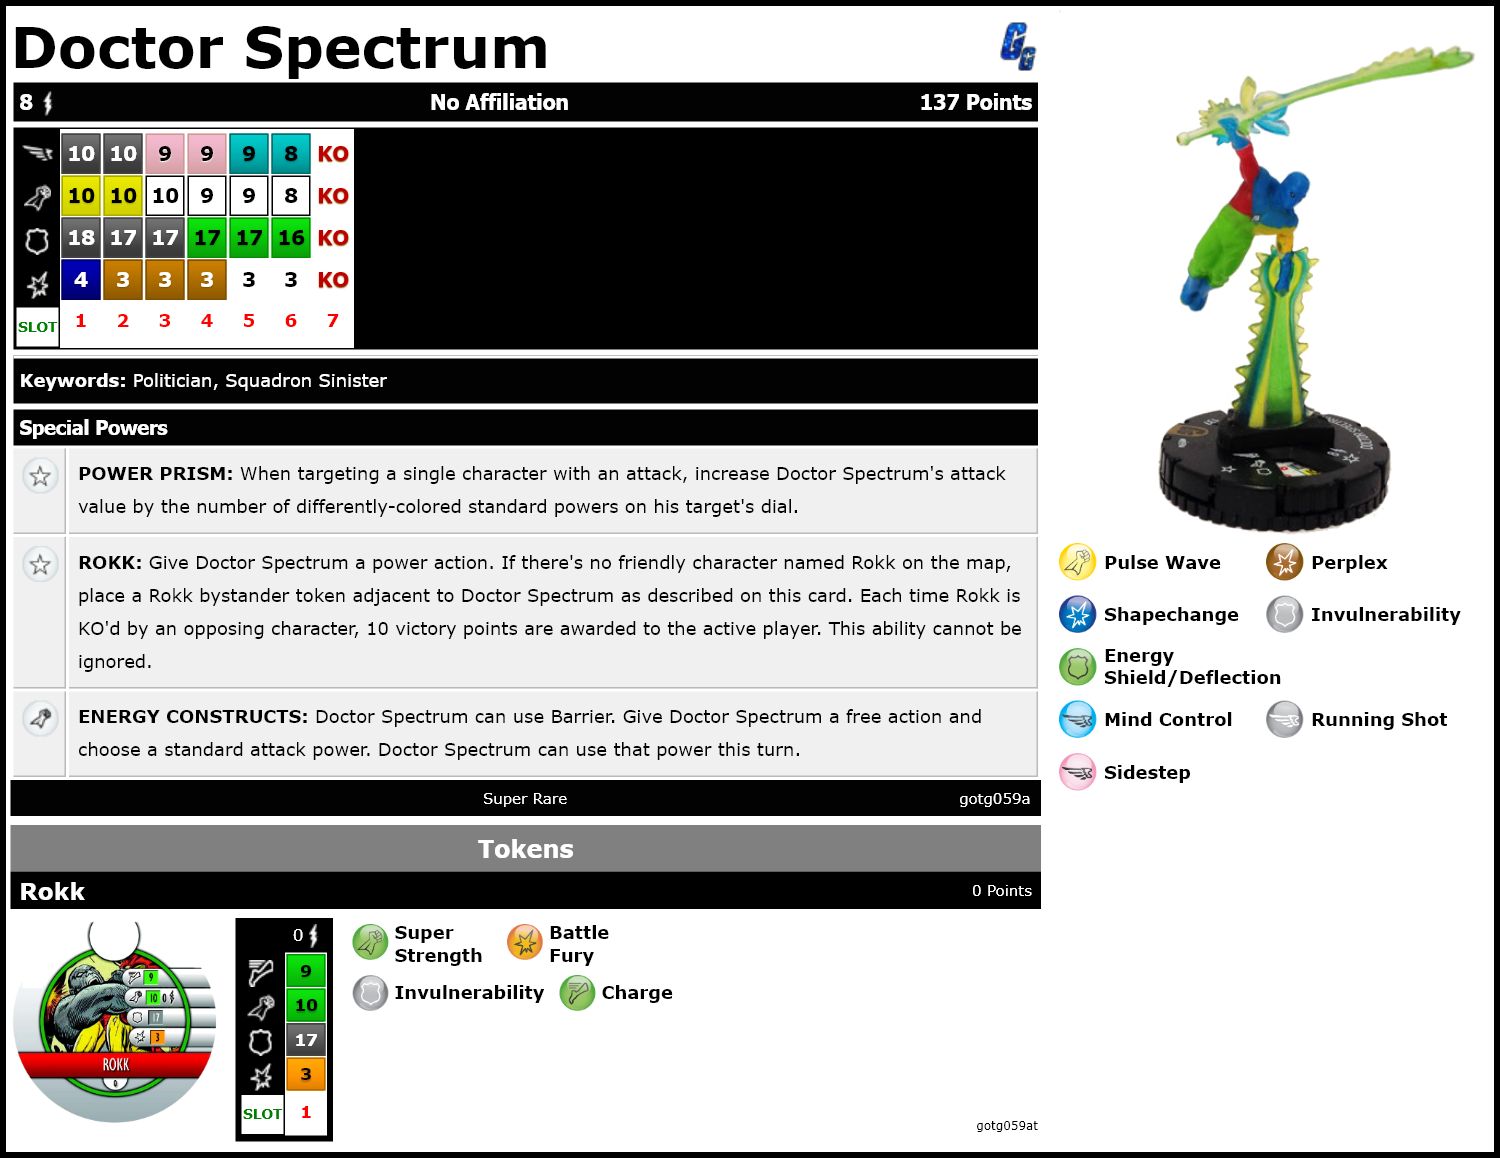 Doctor Spectrum
GG
8 No Affiliation 137 Points
10 10 9 9 9 8 KO
10 10 10 9 9 8 KO
18 17 17 17 17 16 KO
4 3 3 3 3 3 KO
SLOT 1 2 3 4 5 6 7
Keywords: Politician, Squadron Sinister
Special Powers
POWER PRISM: When targeting a single character with an attack, increase Doctor Spectrum's attack
value by the number of differently-colored standard powers on his target's dial.
ROKK: Give Doctor Spectrum a power action. If there's no friendly character named Rokk on the map,
place a Rokk bystander token adjacent to Doctor Spectrum as described on this card. Each time Rokk is
KO'd by an opposing character, 10 victory points are awarded to the active player. This ability cannot be
ignored.
ENERGY CONSTRUCTS: Doctor Spectrum can use Barrier. Give Doctor Spectrum a free action and
choose a standard attack power. Doctor Spectrum can use that power this turn.
Super Rare gotg059a
Pulse Wave Perplex
Shapechange Invulnerability
Energy
Shield/Deflection
Mind Control Running Shot
Sidestep
Tokens
Rokk 0 Points
9
10 0
17
3
ROKK
0
0
9
10
17
3
SLOT 1
Super
Strength
Battle
Fury
Invulnerability Charge
gotg059at